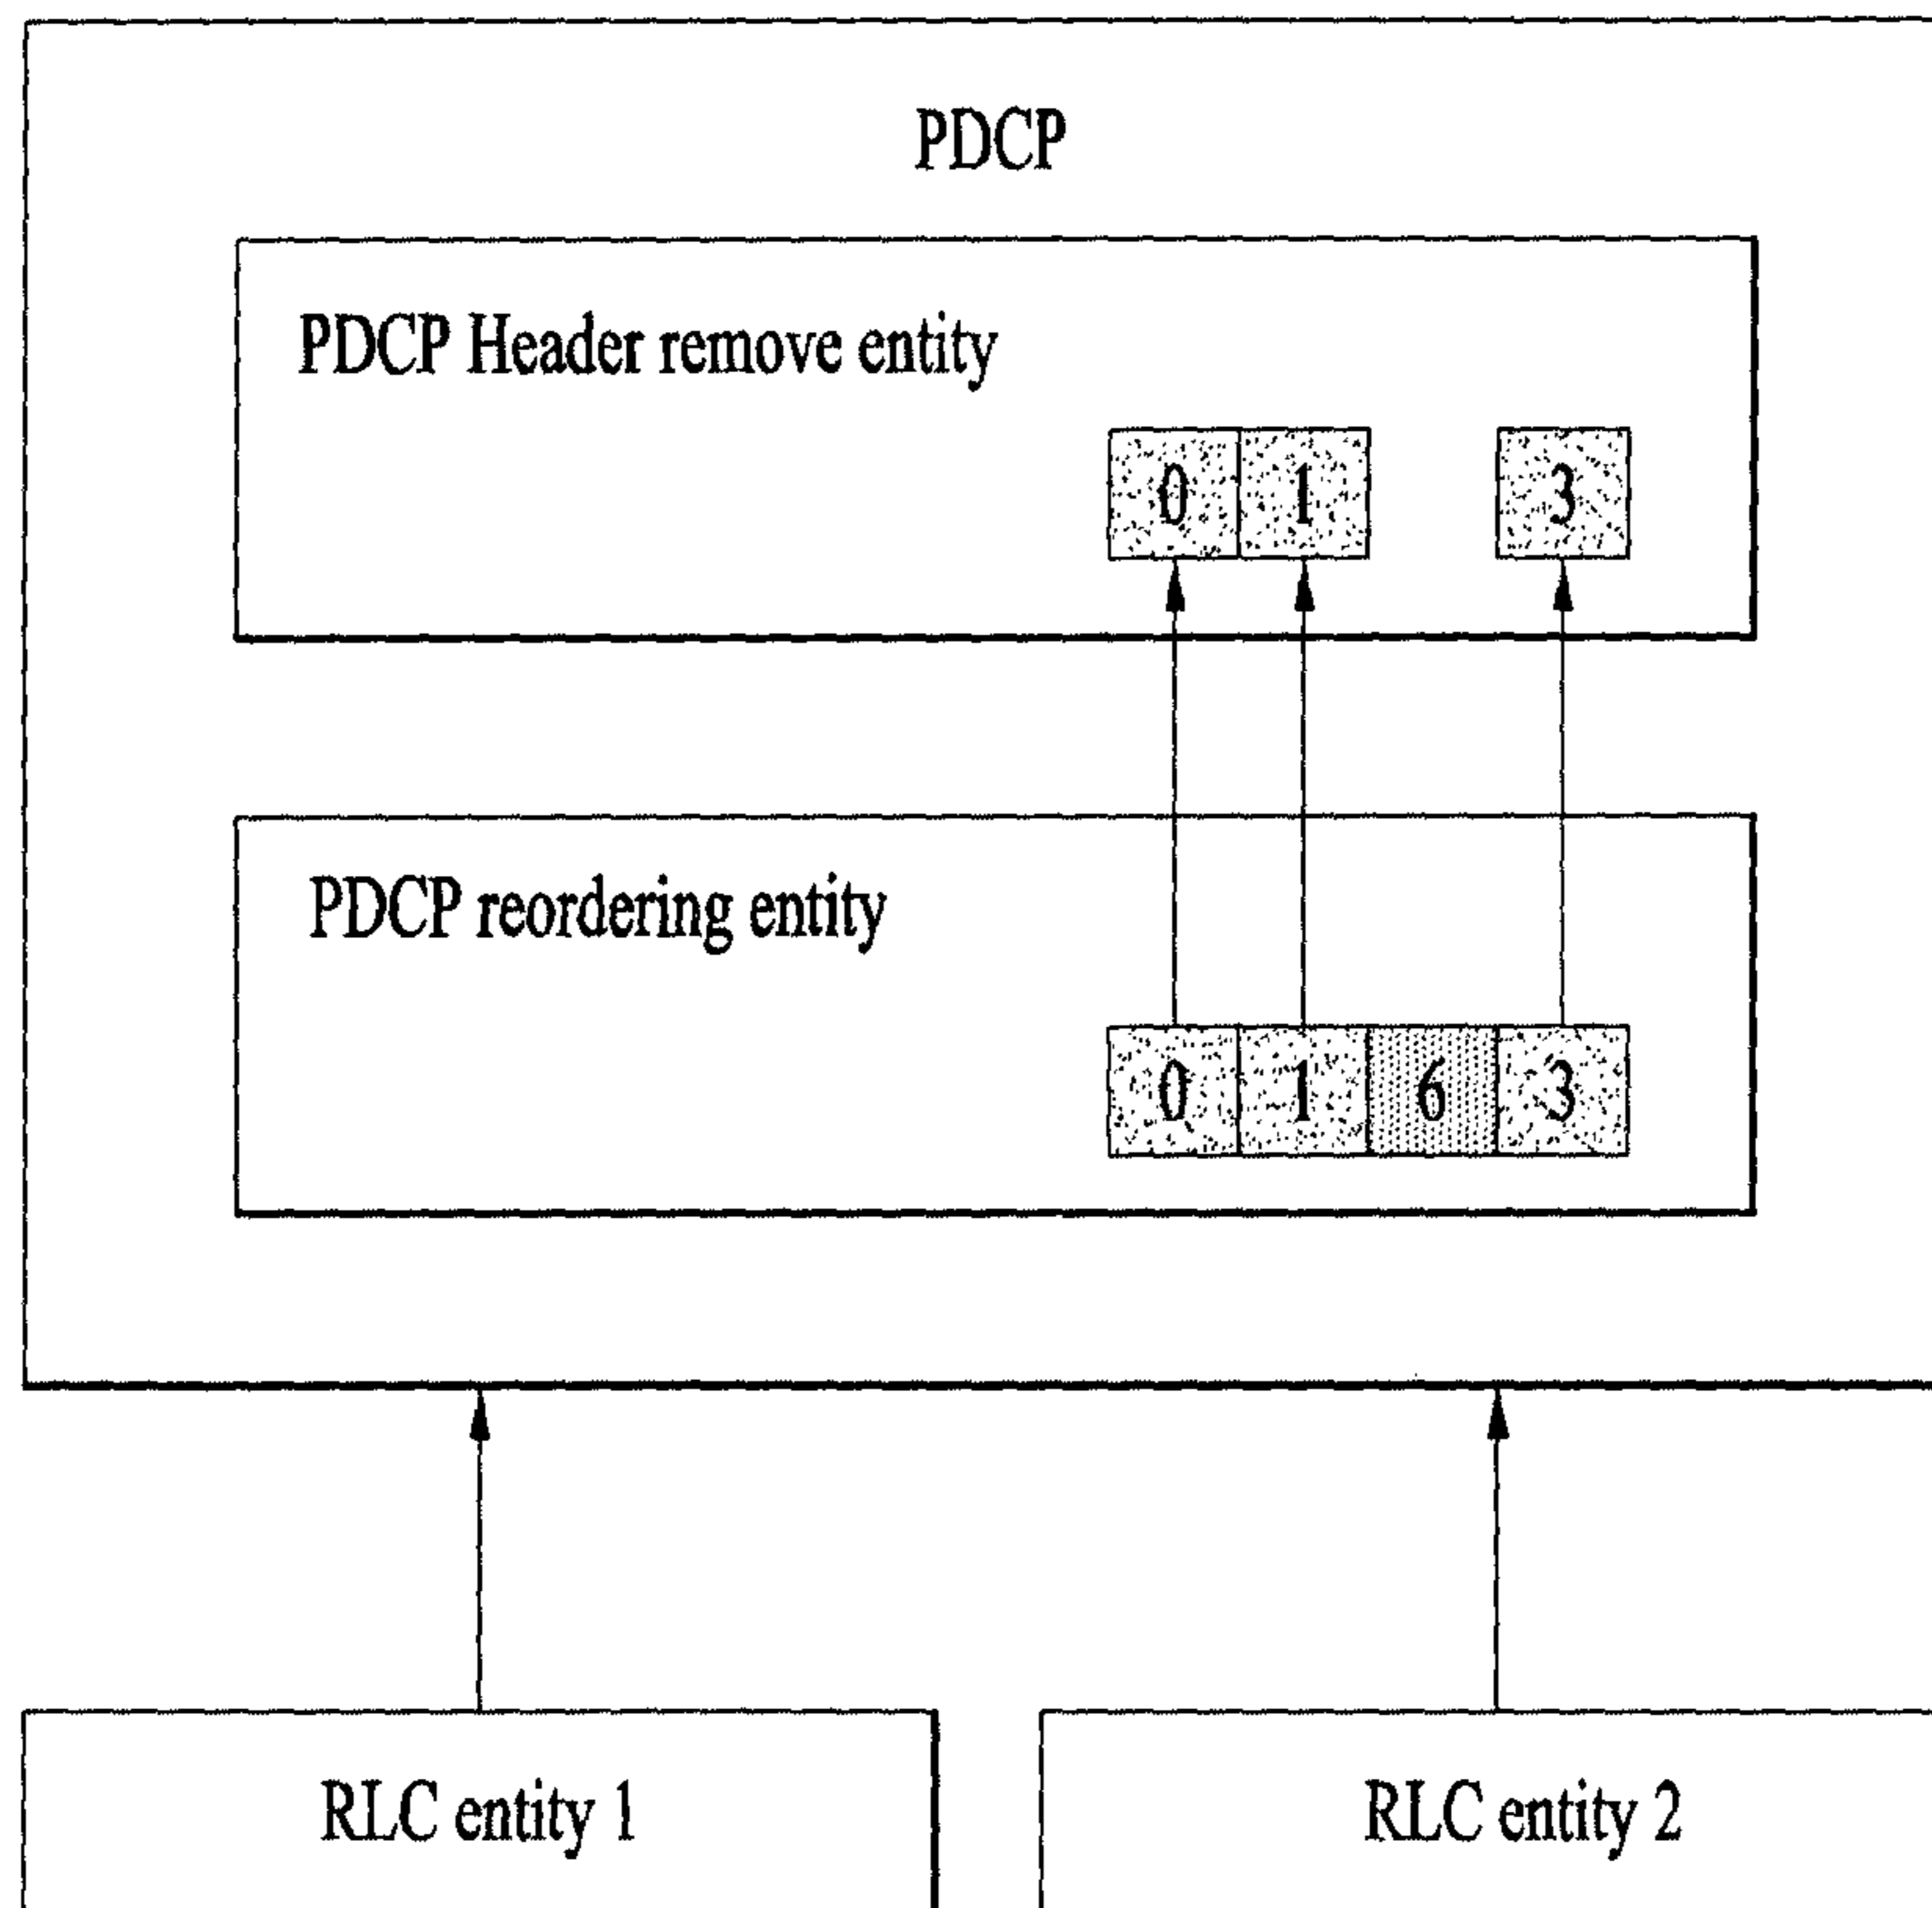 PDCP
PDCP Header remove entity
0 1 3
PDCP reordering entity
0 1 6 3
RLC entity 1
RLC entity 2